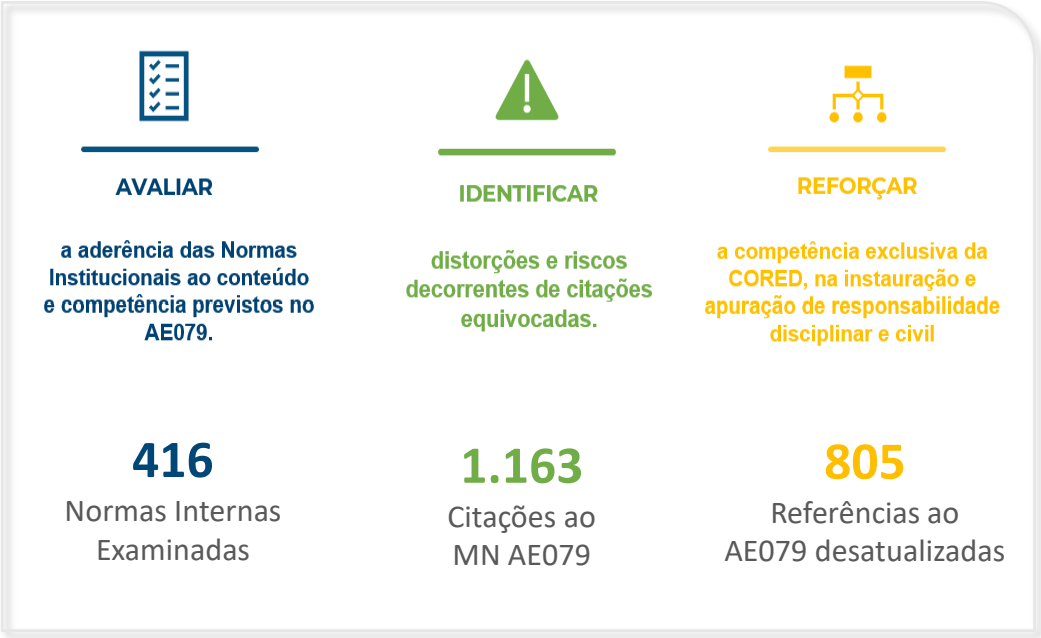 AVALIAR
a aderência das Normas
Institucionais ao conteúdo
e competência previstos no
AE079.
416
Normas Internas
Examinadas
IDENTIFICAR
distorções e riscos
decorrentes de citações
equivocadas.
1.163
Citações ao
MN AE079
REFORÇAR
a competência exclusiva da
CORED, na instauração e
apuração de responsabilidade
disciplinar e civil
805
Referências ao
AE079 desatualizadas